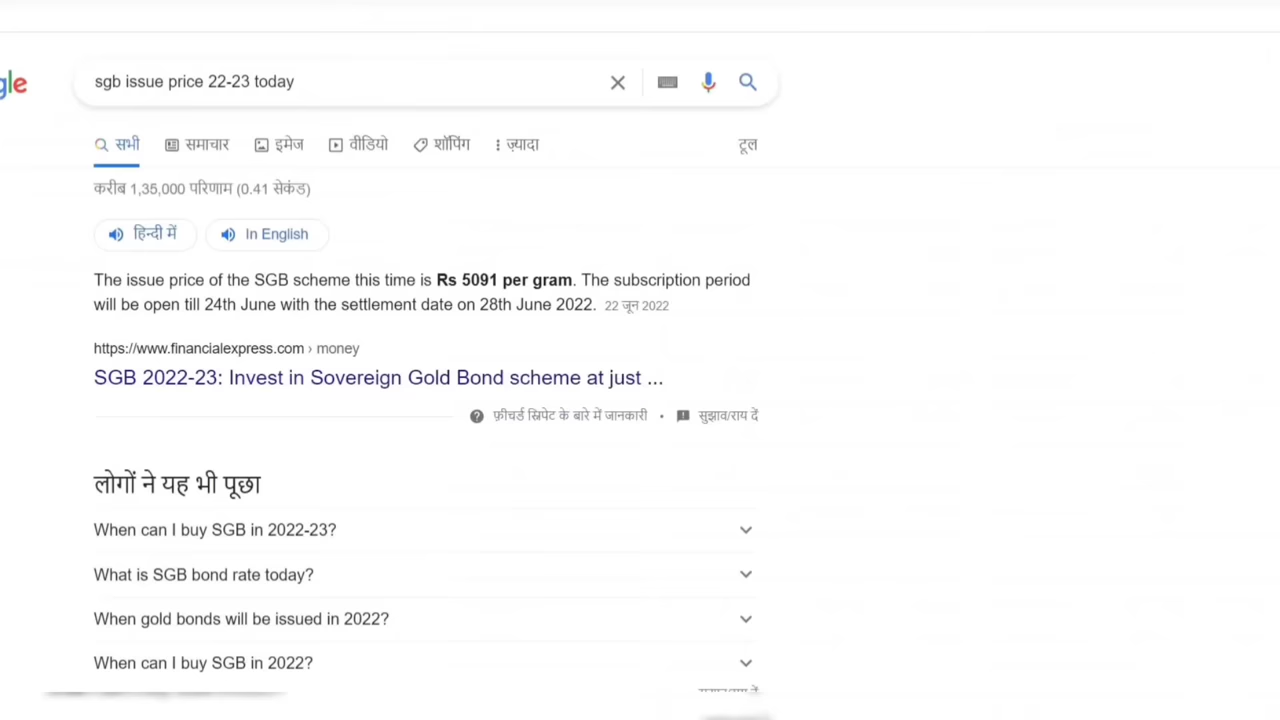 gle
sgb issue price 22-23 today
सभी समाचार इमेज वीडियो शॉपिंग ज़्यादा टूल
करीब 1,35,000 परिणाम (0.41 सेकंड)
हिन्दी में In English
The issue price of the SGB scheme this time is Rs 5091 per gram. The subscription period
will be open till 24th June with the settlement date on 28th June 2022. 22 जून 2022
https://www.financialexpress.com › money
SGB 2022-23: Invest in Sovereign Gold Bond scheme at just ...
फ़ीचर्ड स्निपेट के बारे में जानकारी • सुझाव/राय दें
लोगों ने यह भी पूछा
When can I buy SGB in 2022-23?
What is SGB bond rate today?
When gold bonds will be issued in 2022?
When can I buy SGB in 2022?